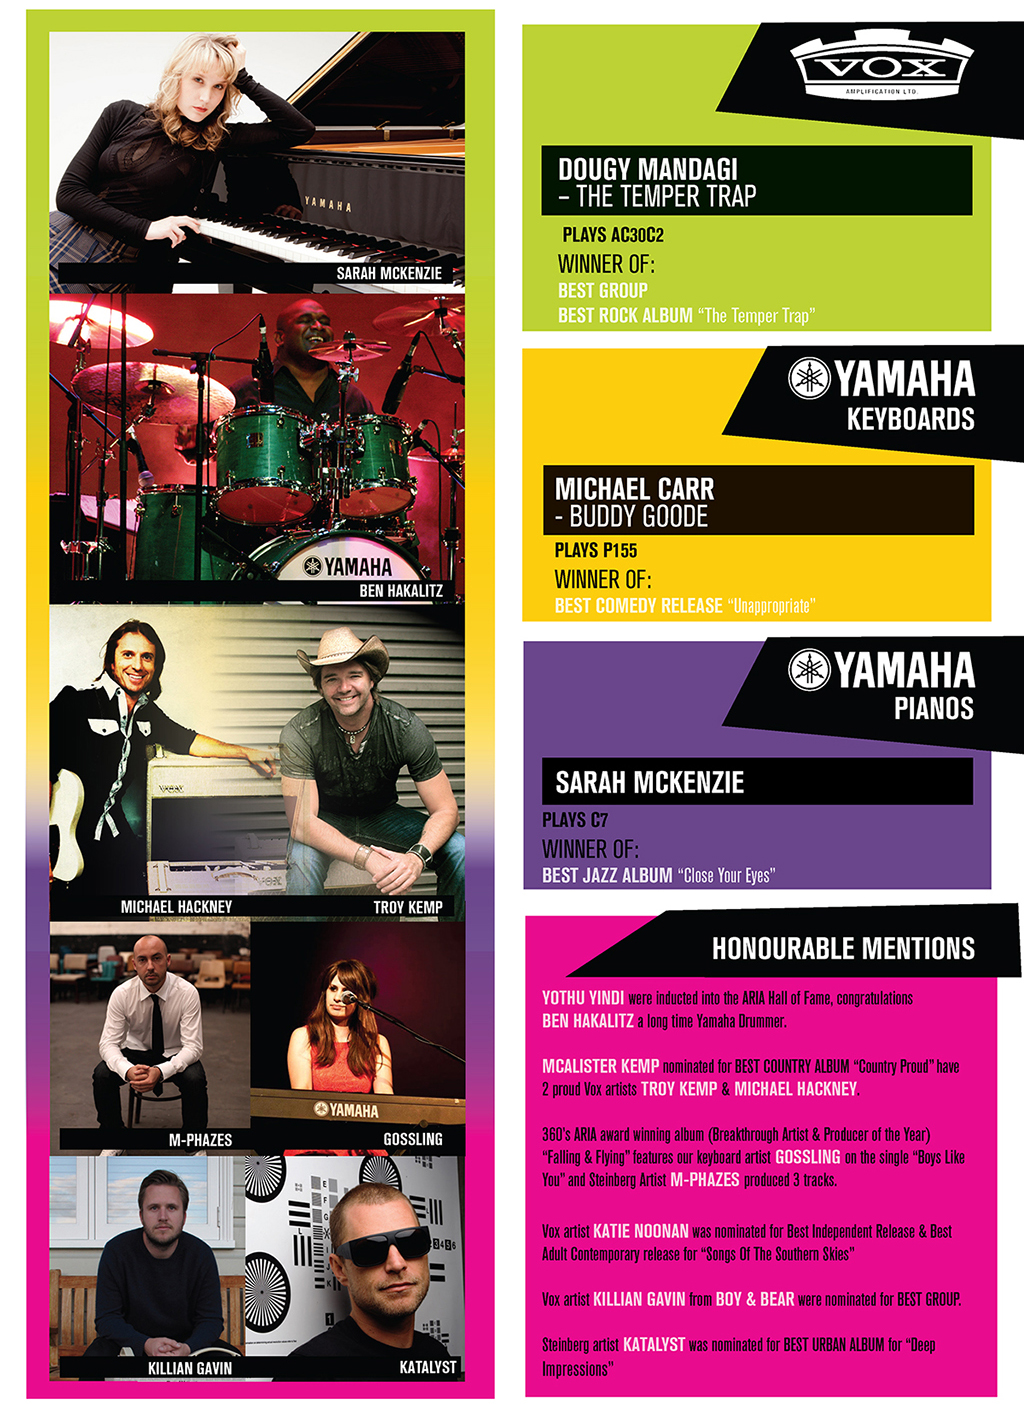 YAMAHA
SARAH MCKENZIE
YAMAHA
BEN HAKALITZ
VOX
MICHAEL HACKNEY
TROY KEMP
YAMAHA
M-PHAZES
GOSSLING
KILLIAN GAVIN
KATALYST
VOX
AMPLIFICATION LTD.
DOUGY MANDAGI
– THE TEMPER TRAP
PLAYS AC30C2
WINNER OF:
BEST GROUP
BEST ROCK ALBUM “The Temper Trap”
YAMAHA
KEYBOARDS
MICHAEL CARR
- BUDDY GOODE
PLAYS P155
WINNER OF:
BEST COMEDY RELEASE “Unappropriate”
YAMAHA
PIANOS
SARAH MCKENZIE
PLAYS C7
WINNER OF:
BEST JAZZ ALBUM “Close Your Eyes”
HONOURABLE MENTIONS
YOTHU YINDI were inducted into the ARIA Hall of Fame, congratulations
BEN HAKALITZ a long time Yamaha Drummer.
MCALISTER KEMP nominated for BEST COUNTRY ALBUM “Country Proud” have
2 proud Vox artists TROY KEMP & MICHAEL HACKNEY.
360’s ARIA award winning album (Breakthrough Artist & Producer of the Year)
“Falling & Flying” features our keyboard artist GOSSLING on the single “Boys Like
You” and Steinberg Artist M-PHAZES produced 3 tracks.
Vox artist KATIE NOONAN was nominated for Best Independent Release & Best
Adult Contemporary release for “Songs Of The Southern Skies”
Vox artist KILLIAN GAVIN from BOY & BEAR were nominated for BEST GROUP.
Steinberg artist KATALYST was nominated for BEST URBAN ALBUM for “Deep
Impressions”